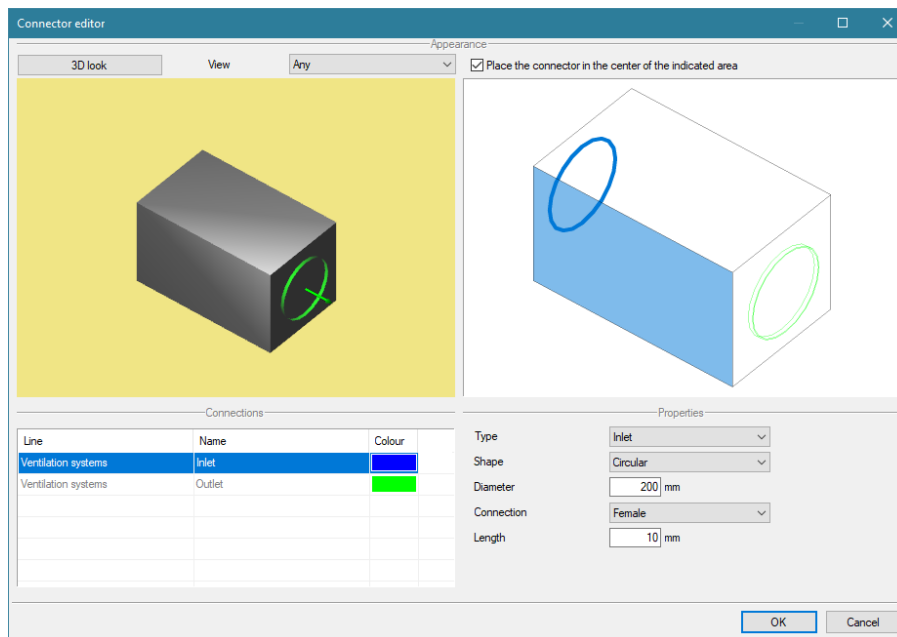 Connector editor
Appearance
3D look
View
Any
Place the connector in the center of the indicated area
Connections
Line Name Colour
Ventilation systems Inlet
Ventilation systems Outlet
Properties
Type Inlet
Shape Circular
Diameter 200 mm
Connection Female
Length 10 mm
OK
Cancel